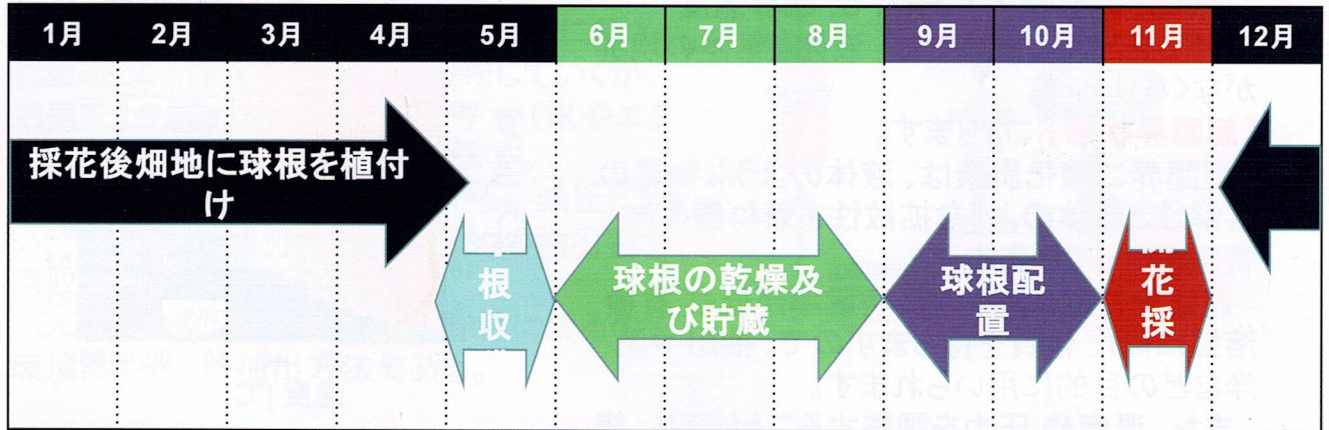 1月 2月 3月 4月 5月 6月 7月 8月 9月 10月 11月 12月
採花後畑地に球根を植付
け
根
収
球根の乾燥及
び貯蔵
球根配
置
花
採